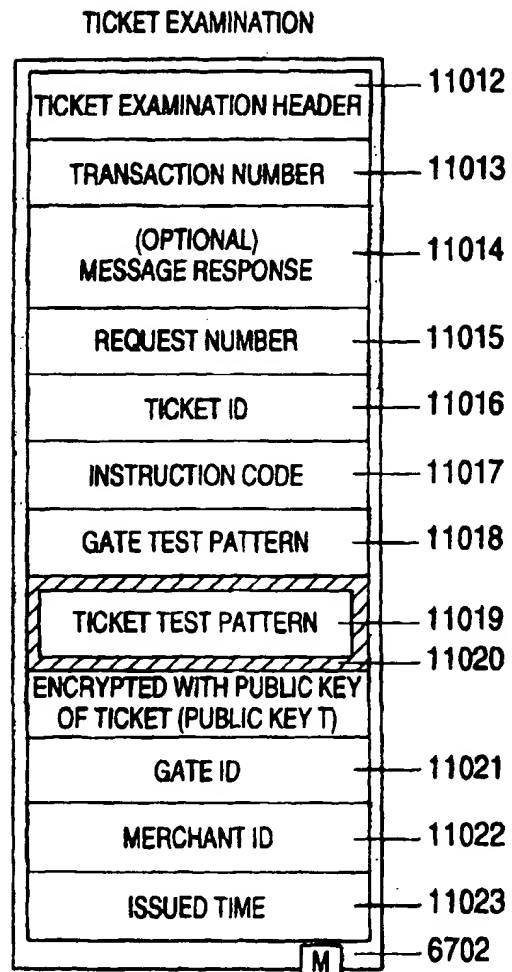 TICKET EXAMINATION
TICKET EXAMINATION HEADER 11012
TRANSACTION NUMBER 11013
(OPTIONAL)
MESSAGE RESPONSE 11014
REQUEST NUMBER 11015
TICKET ID 11016
INSTRUCTION CODE 11017
GATE TEST PATTERN 11018
TICKET TEST PATTERN 11019
11020
ENCRYPTED WITH PUBLIC KEY
OF TICKET (PUBLIC KEY T)
GATE ID 11021
MERCHANT ID 11022
ISSUED TIME 11023
M 6702